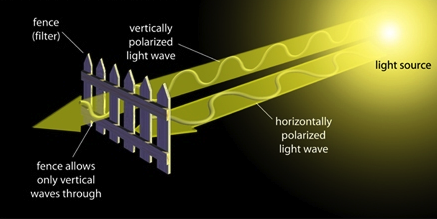 fence
(filter)
vertically
polarized
light wave
light source
horizontally
polarized
light wave
fence allows
only vertical
waves through